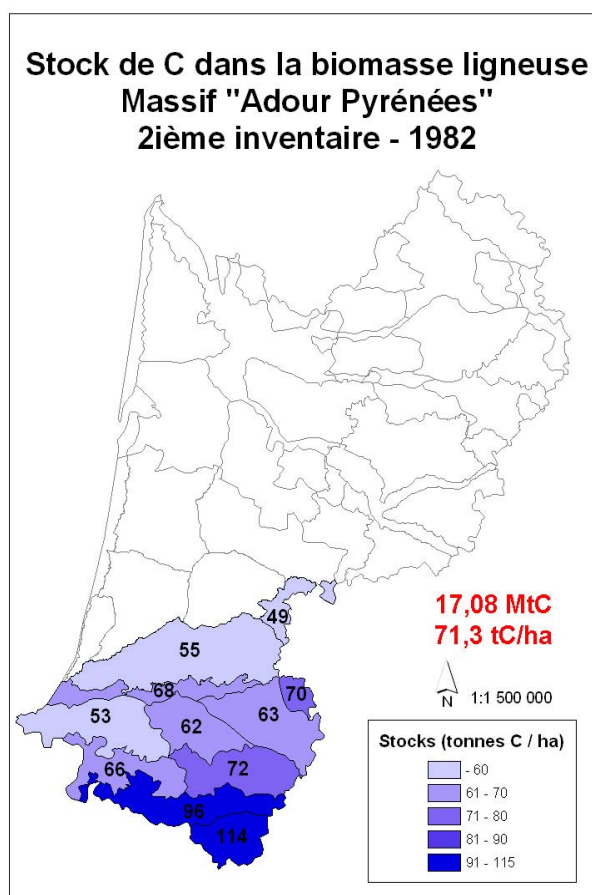 Stock de C dans la biomasse ligneuse
Massif "Adour Pyrénées"
2ième inventaire - 1982
49
17,08 MtC
71,3 tC/ha
55
68
70
N
1:1 500 000
53
62
63
66
72
96
114
Stocks (tonnes C / ha)
- 60
61 - 70
71 - 80
81 - 90
91 - 115